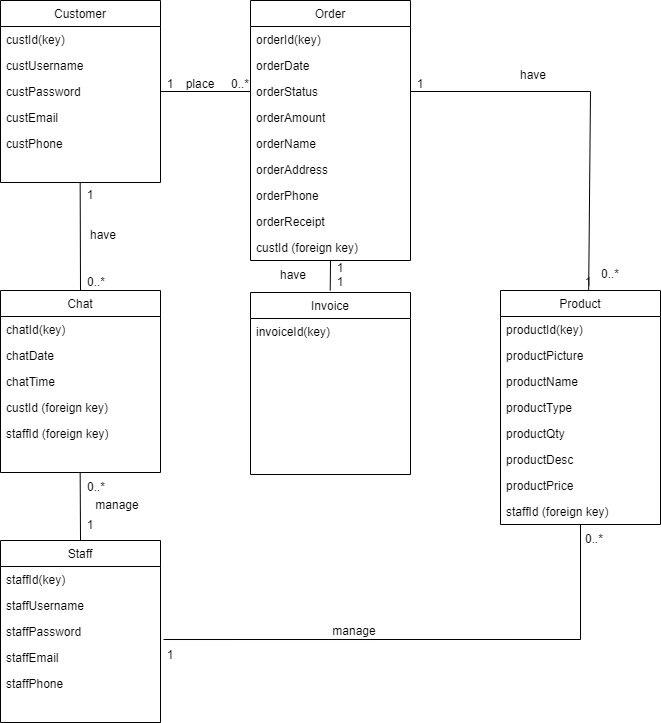 Customer
custId(key)
custUsername
custPassword
custEmail
custPhone
1 place 0..*
Order
orderId(key)
orderDate
orderStatus
orderAmount
orderName
orderAddress
orderPhone
orderReceipt
custId (foreign key)
1
have
1 0..*
1
have
0..*
have
1
1
Chat
chatId(key)
chatDate
chatTime
custId (foreign key)
staffId (foreign key)
Invoice
invoiceId(key)
Product
productId(key)
productPicture
productName
productType
productQty
productDesc
productPrice
staffId (foreign key)
0..*
manage
1
Staff
staffId(key)
staffUsername
staffPassword
staffEmail
staffPhone
0..*
manage
1